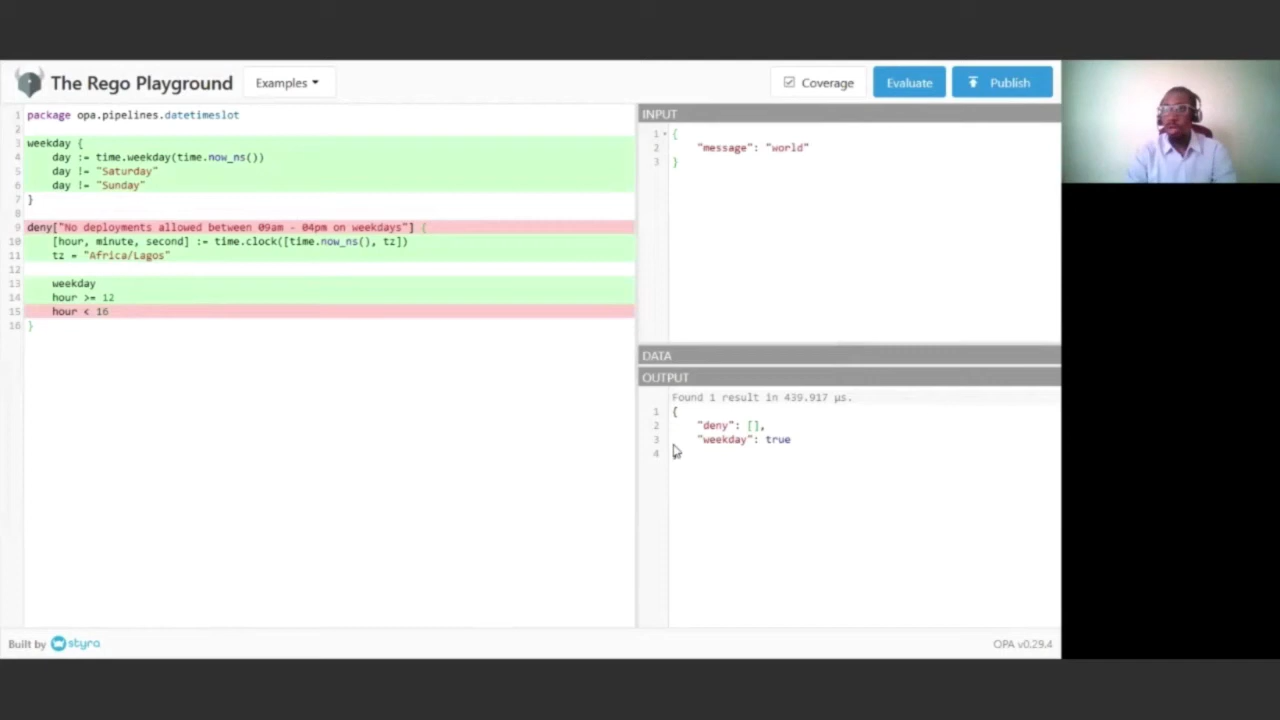 The Rego Playground
Examples
Coverage
Evaluate
Publish
1 package opa.pipelines.datetimeslot
2
3 weekday {
4 day := time.weekday(time.now_ns())
5 day != "Saturday"
6 day != "Sunday"
7 }
8
9 deny["No deployments allowed between 09am - 04pm on weekdays"] {
10 [hour, minute, second] := time.clock([time.now_ns(), tz])
11 tz = "Africa/Lagos"
12
13 weekday
14 hour >= 12
15 hour < 16
16 }
INPUT
1 {
2 "message": "world"
3 }
DATA
OUTPUT
Found 1 result in 439.917 µs.
1 {
2 "deny": [],
3 "weekday": true
4
Built by styra
OPA v0.29.4